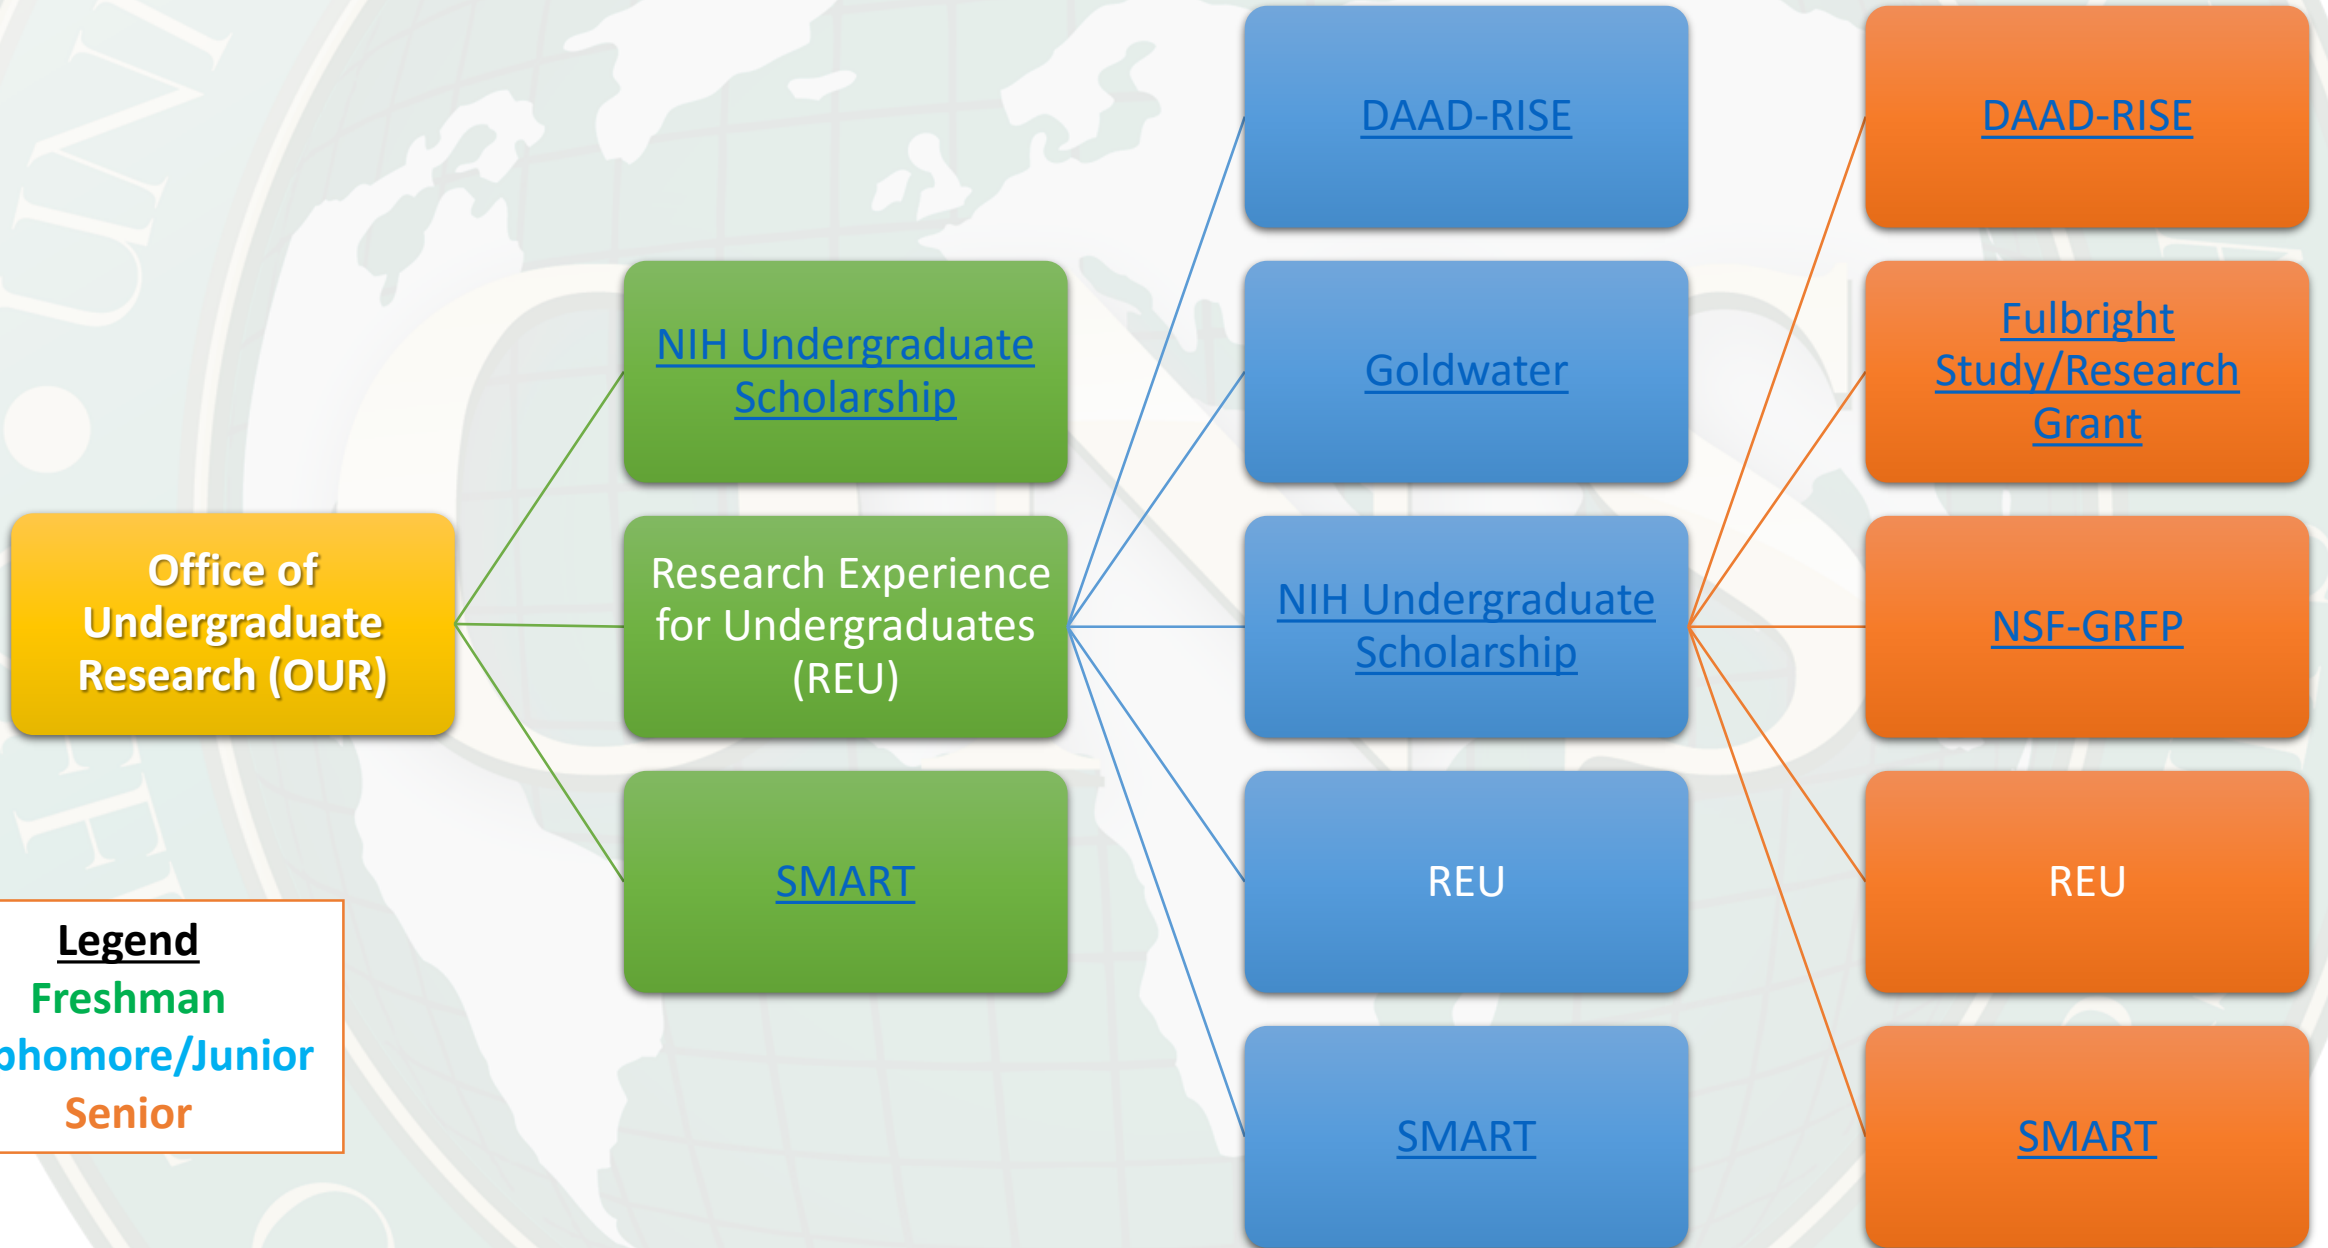 Office of
Undergraduate
Research (OUR)
NIH Undergraduate
Scholarship
Research Experience
for Undergraduates
(REU)
SMART
DAAD-RISE
Goldwater
NIH Undergraduate
Scholarship
REU
SMART
DAAD-RISE
Fulbright
Study/Research
Grant
NSF-GRFP
REU
SMART
Legend
Freshman
phomore/Junior
Senior